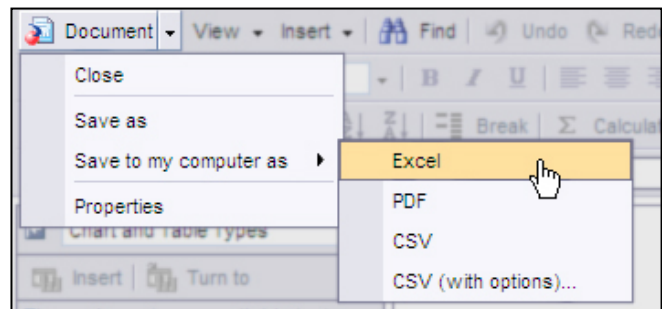 Document View Insert Find Undo Redo
Close
B I U
Save as
Break Σ Calculat
Save to my computer as
Excel
Properties
PDF
Chart and Table Types
CSV
Insert Turn to
CSV (with options)...